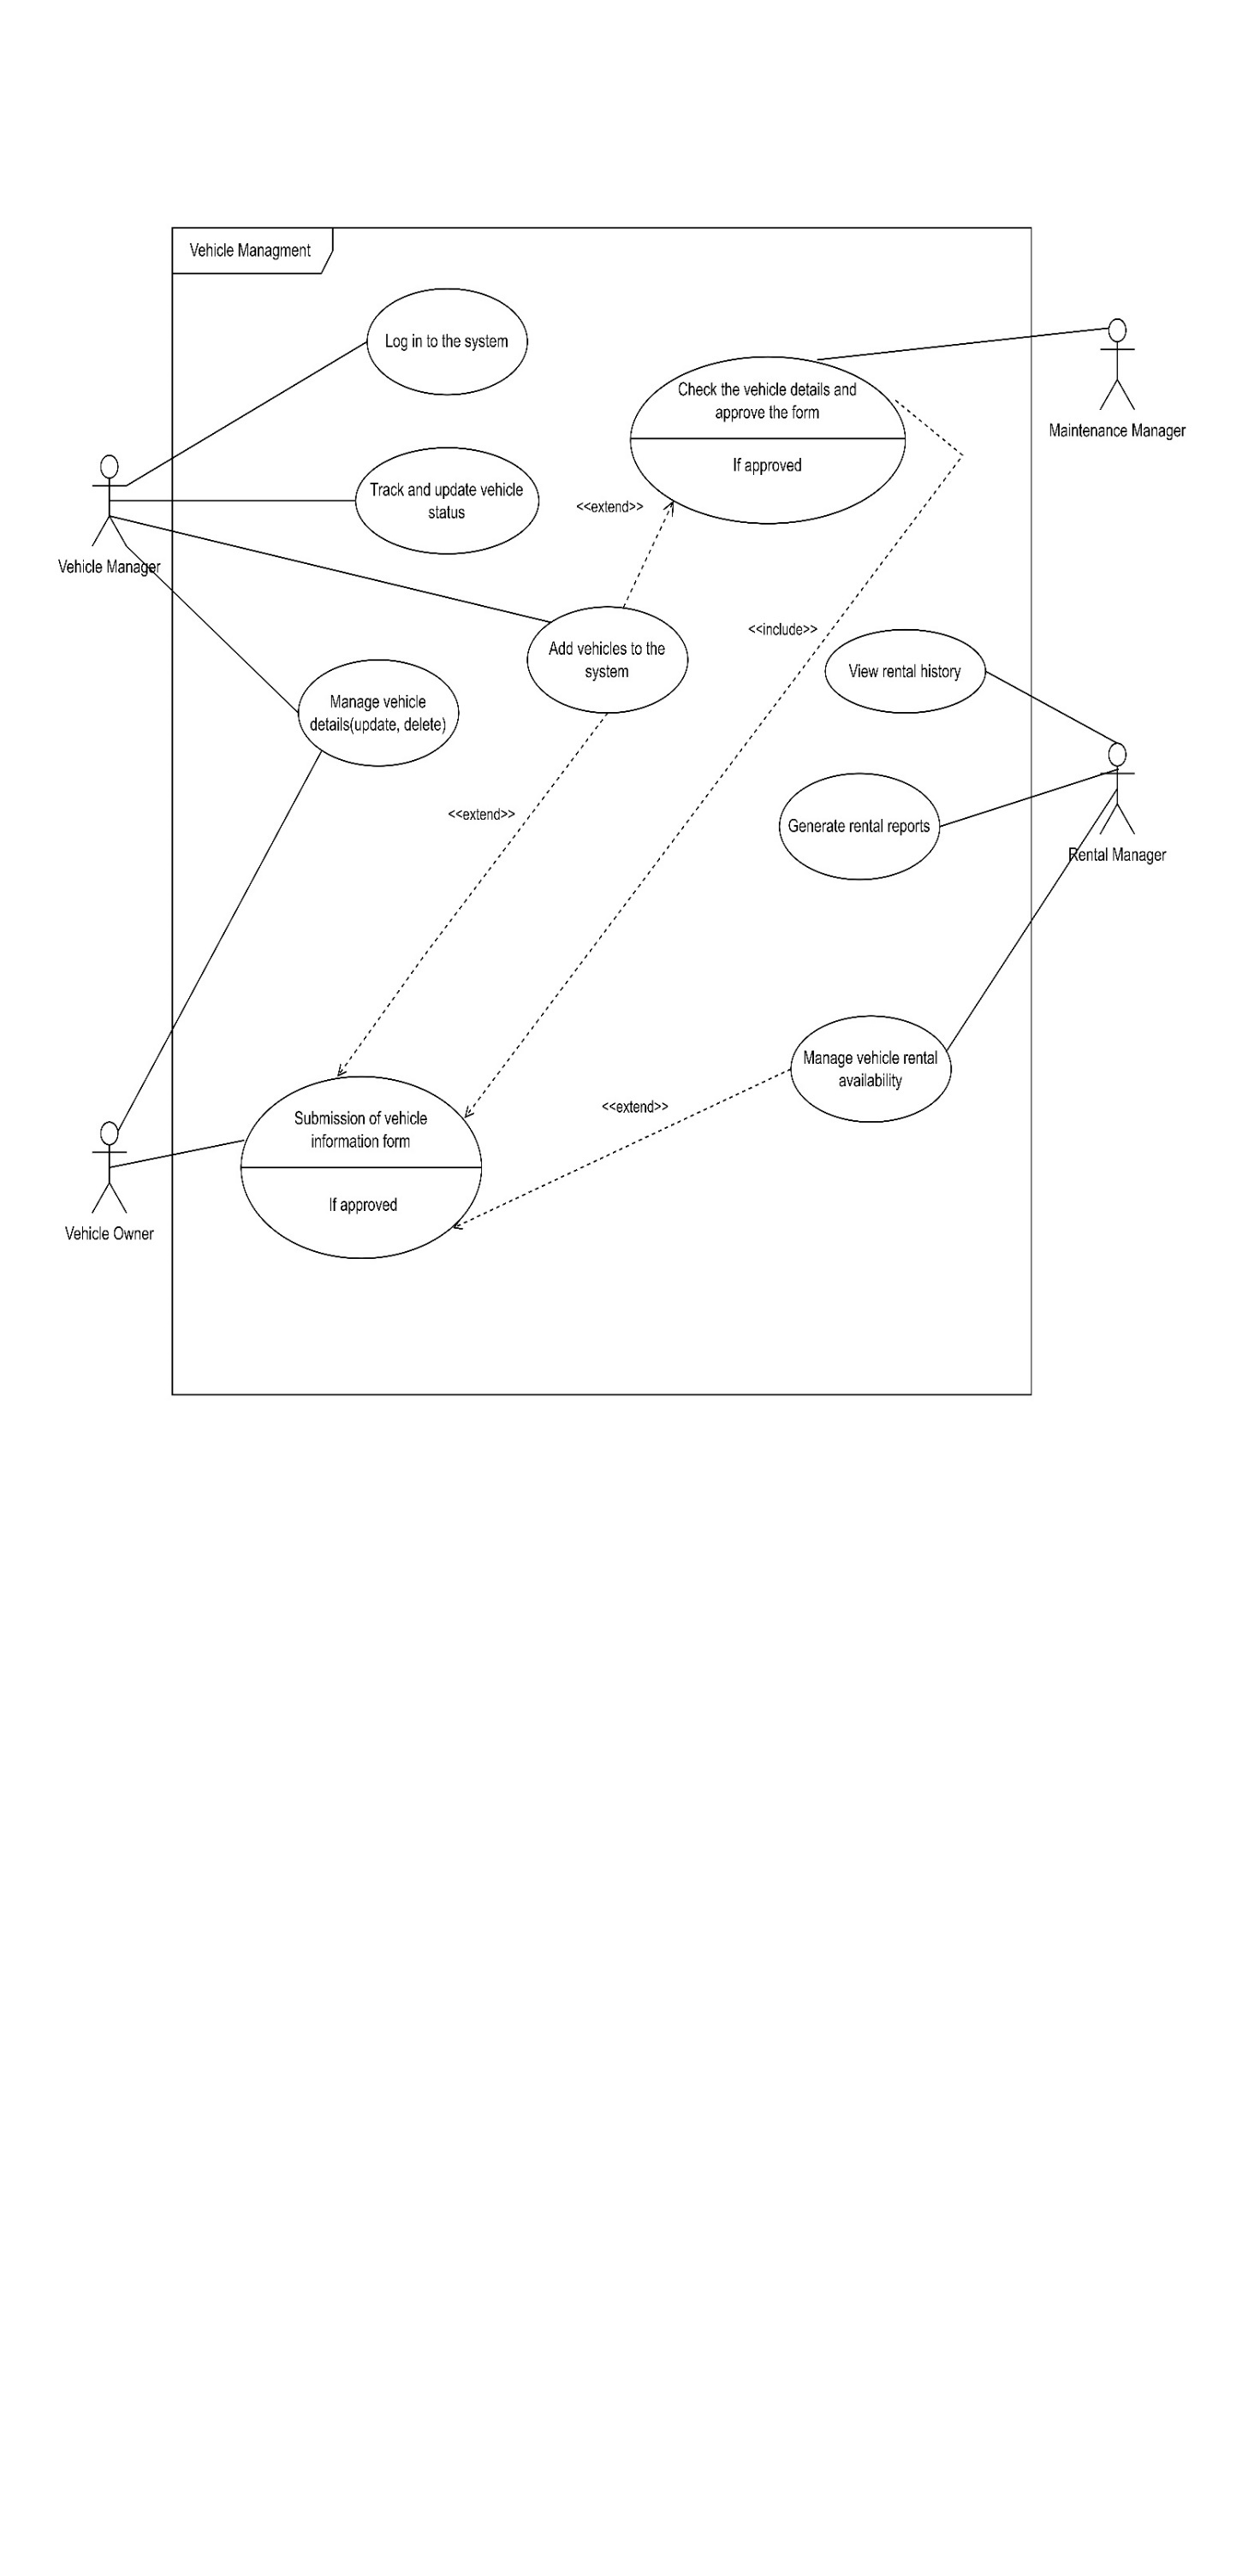 Vehicle Managment
Log in to the system
Maintenance Manager
Check the vehicle details and
approve the form
If approved
Track and update vehicle
status
<<extend>>
Vehicle Manager
<<include>>
Add vehicles to the
system
View rental history
Manage vehicle
details(update, delete)
<<extend>>
Generate rental reports
Rental Manager
Manage vehicle rental
availability
<<extend>>
Submission of vehicle
information form
If approved
Vehicle Owner